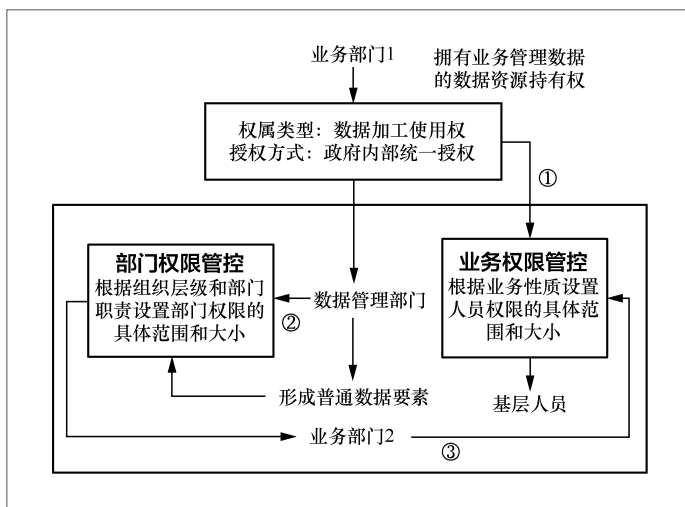 业务部门1
拥有业务管理数据
的数据资源持有权
权属类型：数据加工使用权
授权方式：政府内部统一授权
①
部门权限管控
根据组织层级和部门
职责设置部门权限的
具体范围和大小
②
数据管理部门
业务权限管控
根据业务性质设置
人员权限的具体范
围和大小
形成普通数据要素
基层人员
业务部门2
③